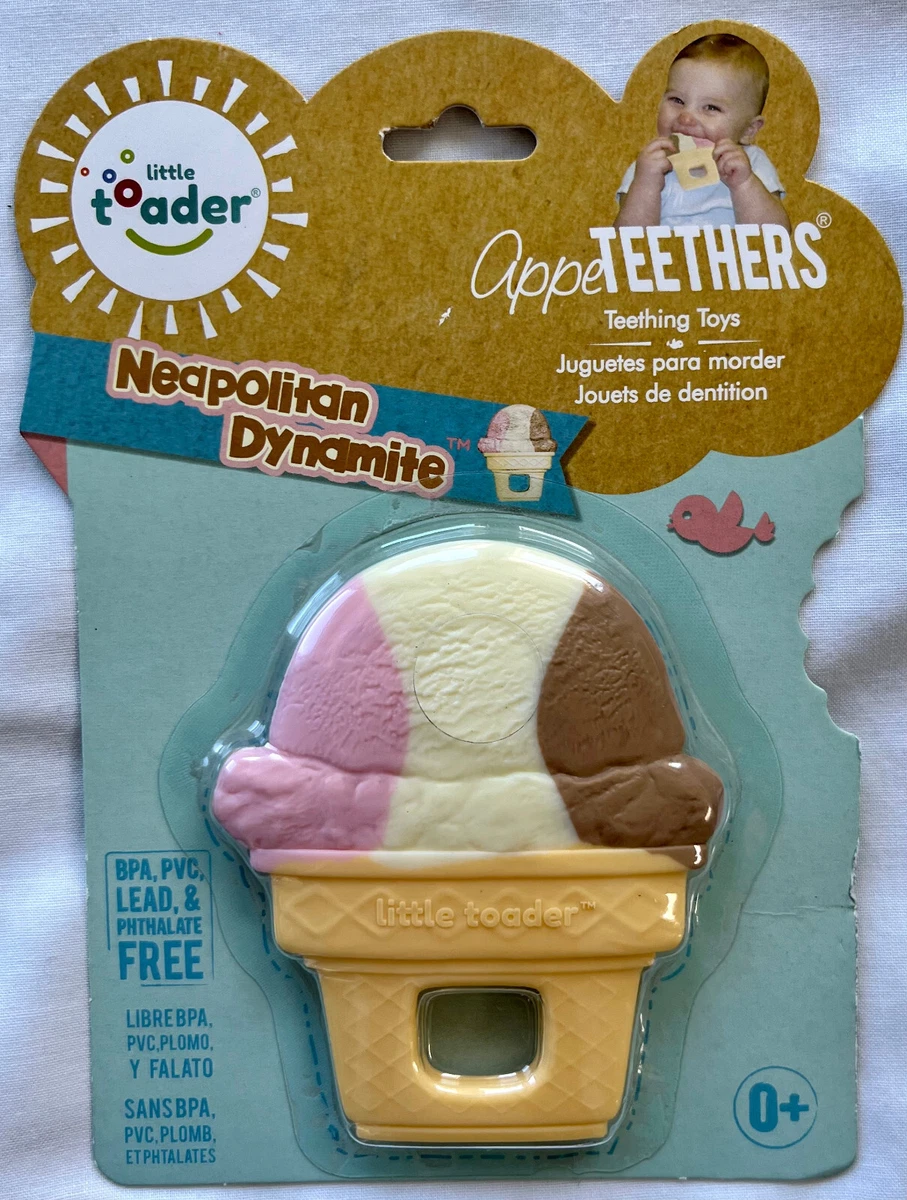 little
toader®
appeTEETHERS®
Teething Toys
Juguetes para morder
Jouets de dentition
Neapolitan
Dynamite™
little toader™
BPA, PVC,
LEAD, &
PHTHALATE
FREE
LIBRE BPA,
PVC, PLOMO,
Y FALATO
SANS BPA,
PVC, PLOMB,
ET PHTALATES
0+